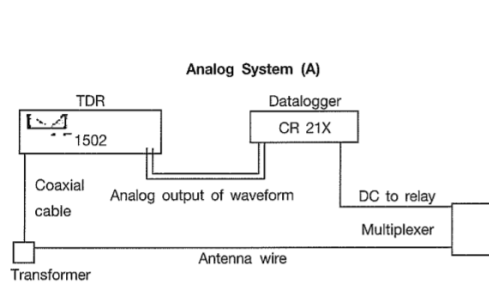 Analog System (A)
TDR
Datalogger
1502
CR 21X
Coaxial
cable
Analog output of waveform
DC to relay
Multiplexer
Antenna wire
Transformer